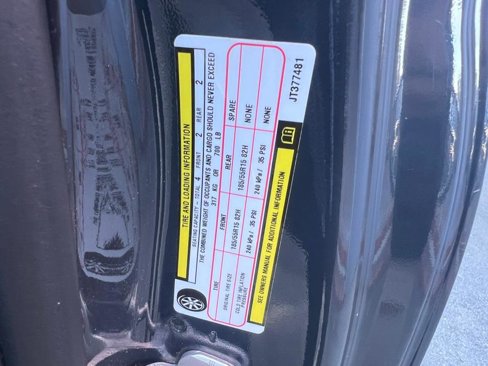 TIRE AND LOADING INFORMATION
SEATING CAPACITY - TOTAL 4 FRONT 2 REAR 2
THE COMBINED WEIGHT OF OCCUPANTS AND CARGO SHOULD NEVER EXCEED
317 KG OR 700 LB
TIRE FRONT REAR SPARE
ORIGINAL TIRE SIZE 185/55R15 82H 185/55R15 82H NONE
COLD TIRE INFLATION PRESSURE 240 kPa / 35 PSI 240 kPa / 35 PSI NONE
SEE OWNERS MANUAL FOR ADDITIONAL INFORMATION
JT377481